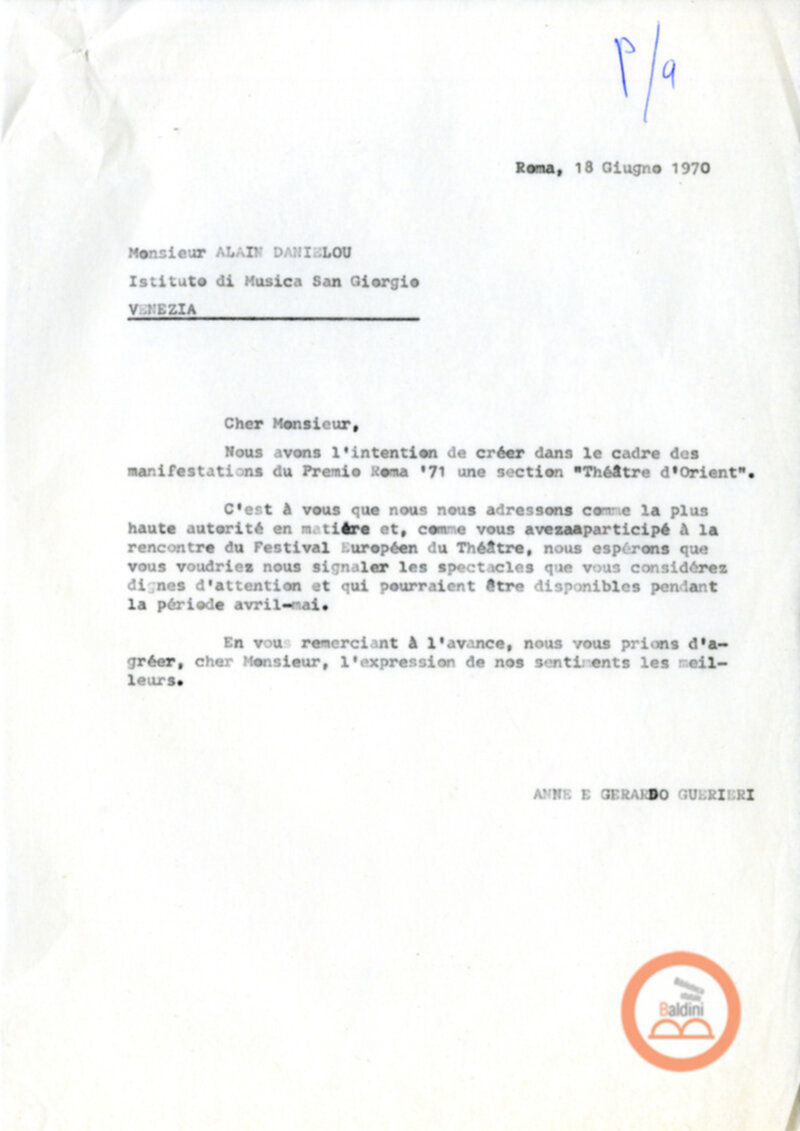 P/a
Roma, 18 Giugno 1970
Monsieur ALAIN DANIELOU
Istituto di Musica San Giorgio
VENEZIA
Cher Monsieur,
Nous avons l'intention de créer dans le cadre des
manifestations du Premio Roma '71 une section "Théâtre d'Orient".
C'est à vous que nous nous adressons comme la plus
haute autorité en matière et, comme vous avezaaparticipé à la
rencontre du Festival Européen du Théâtre, nous espérons que
vous voudriez nous signaler les spectacles que vous considérez
dignes d'attention et qui pourraient être disponibles pendant
la période avril-mai.
En vous remerciant à l'avance, nous vous prions d'a-
gréer, cher Monsieur, l'expression de nos sentiments les meil-
leurs.
ANNE E GERARDO GUERIERI
Biblioteca
statale
Baldini